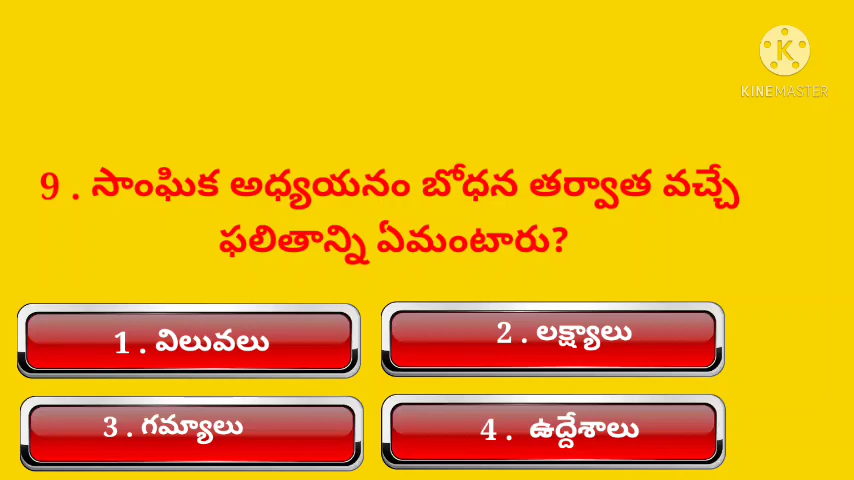 KINEMASTER
9 . సాంఘిక అధ్యయనం బోధన తర్వాత వచ్చే
ఫలితాన్ని ఏమంటారు?
1 . విలువలు
2 . లక్ష్యాలు
3 . గమ్యాలు
4 . ఉద్దేశాలు